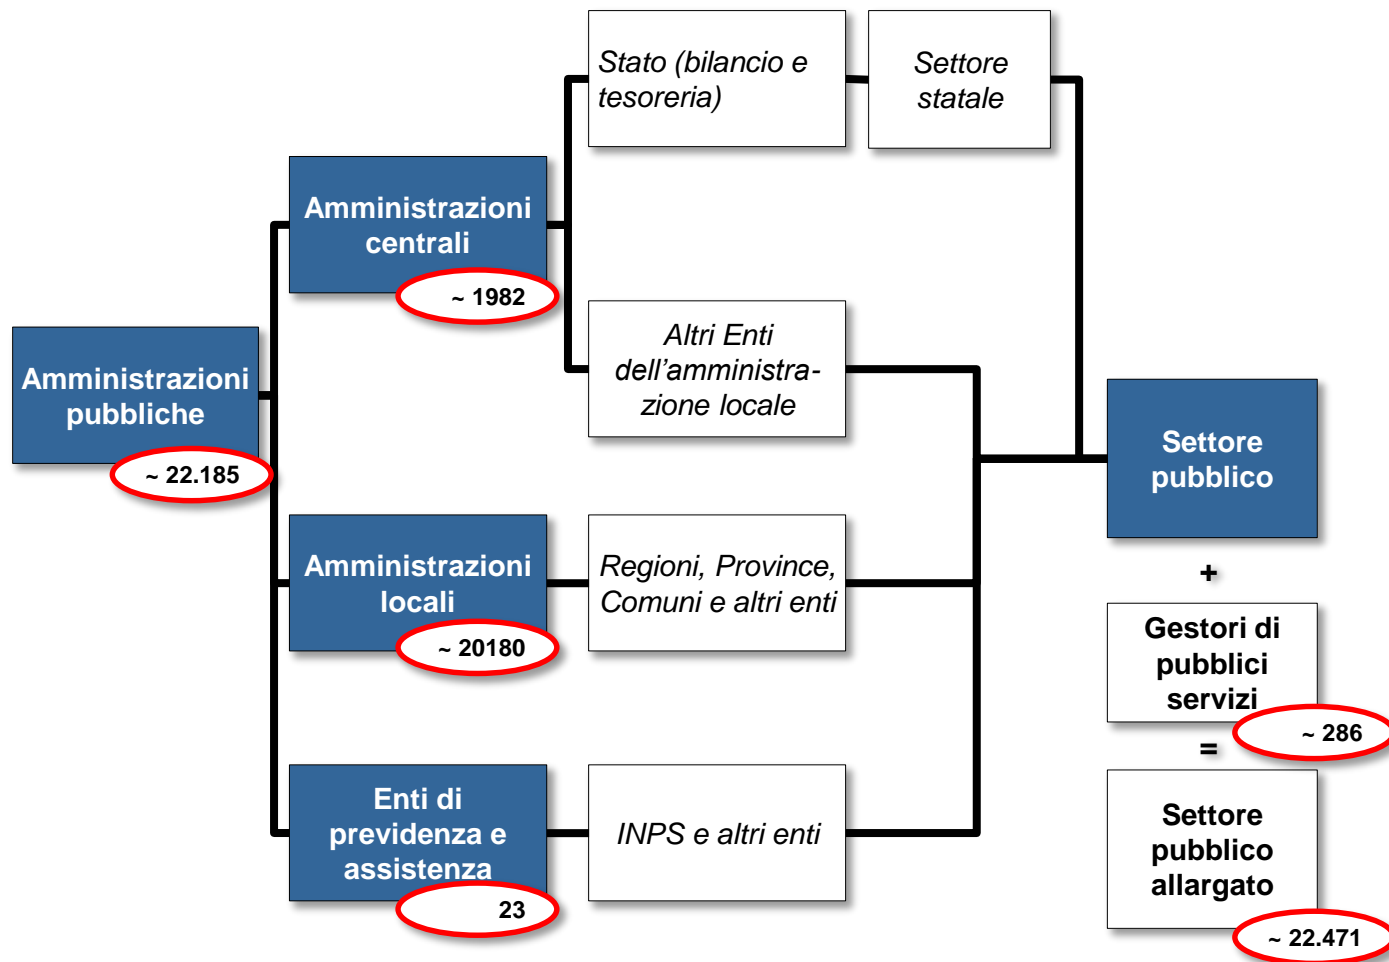 Stato (bilancio e
tesoreria)
Settore
statale
Amministrazioni
centrali
~ 1982
Altri Enti
dell’amministra-
zione locale
Amministrazioni
pubbliche
~ 22.185
Settore
pubblico
Amministrazioni
locali
~ 20180
Regioni, Province,
Comuni e altri enti
+
Gestori di
pubblici
servizi
~ 286
=
Enti di
previdenza e
assistenza
23
INPS e altri enti
Settore
pubblico
allargato
~ 22.471